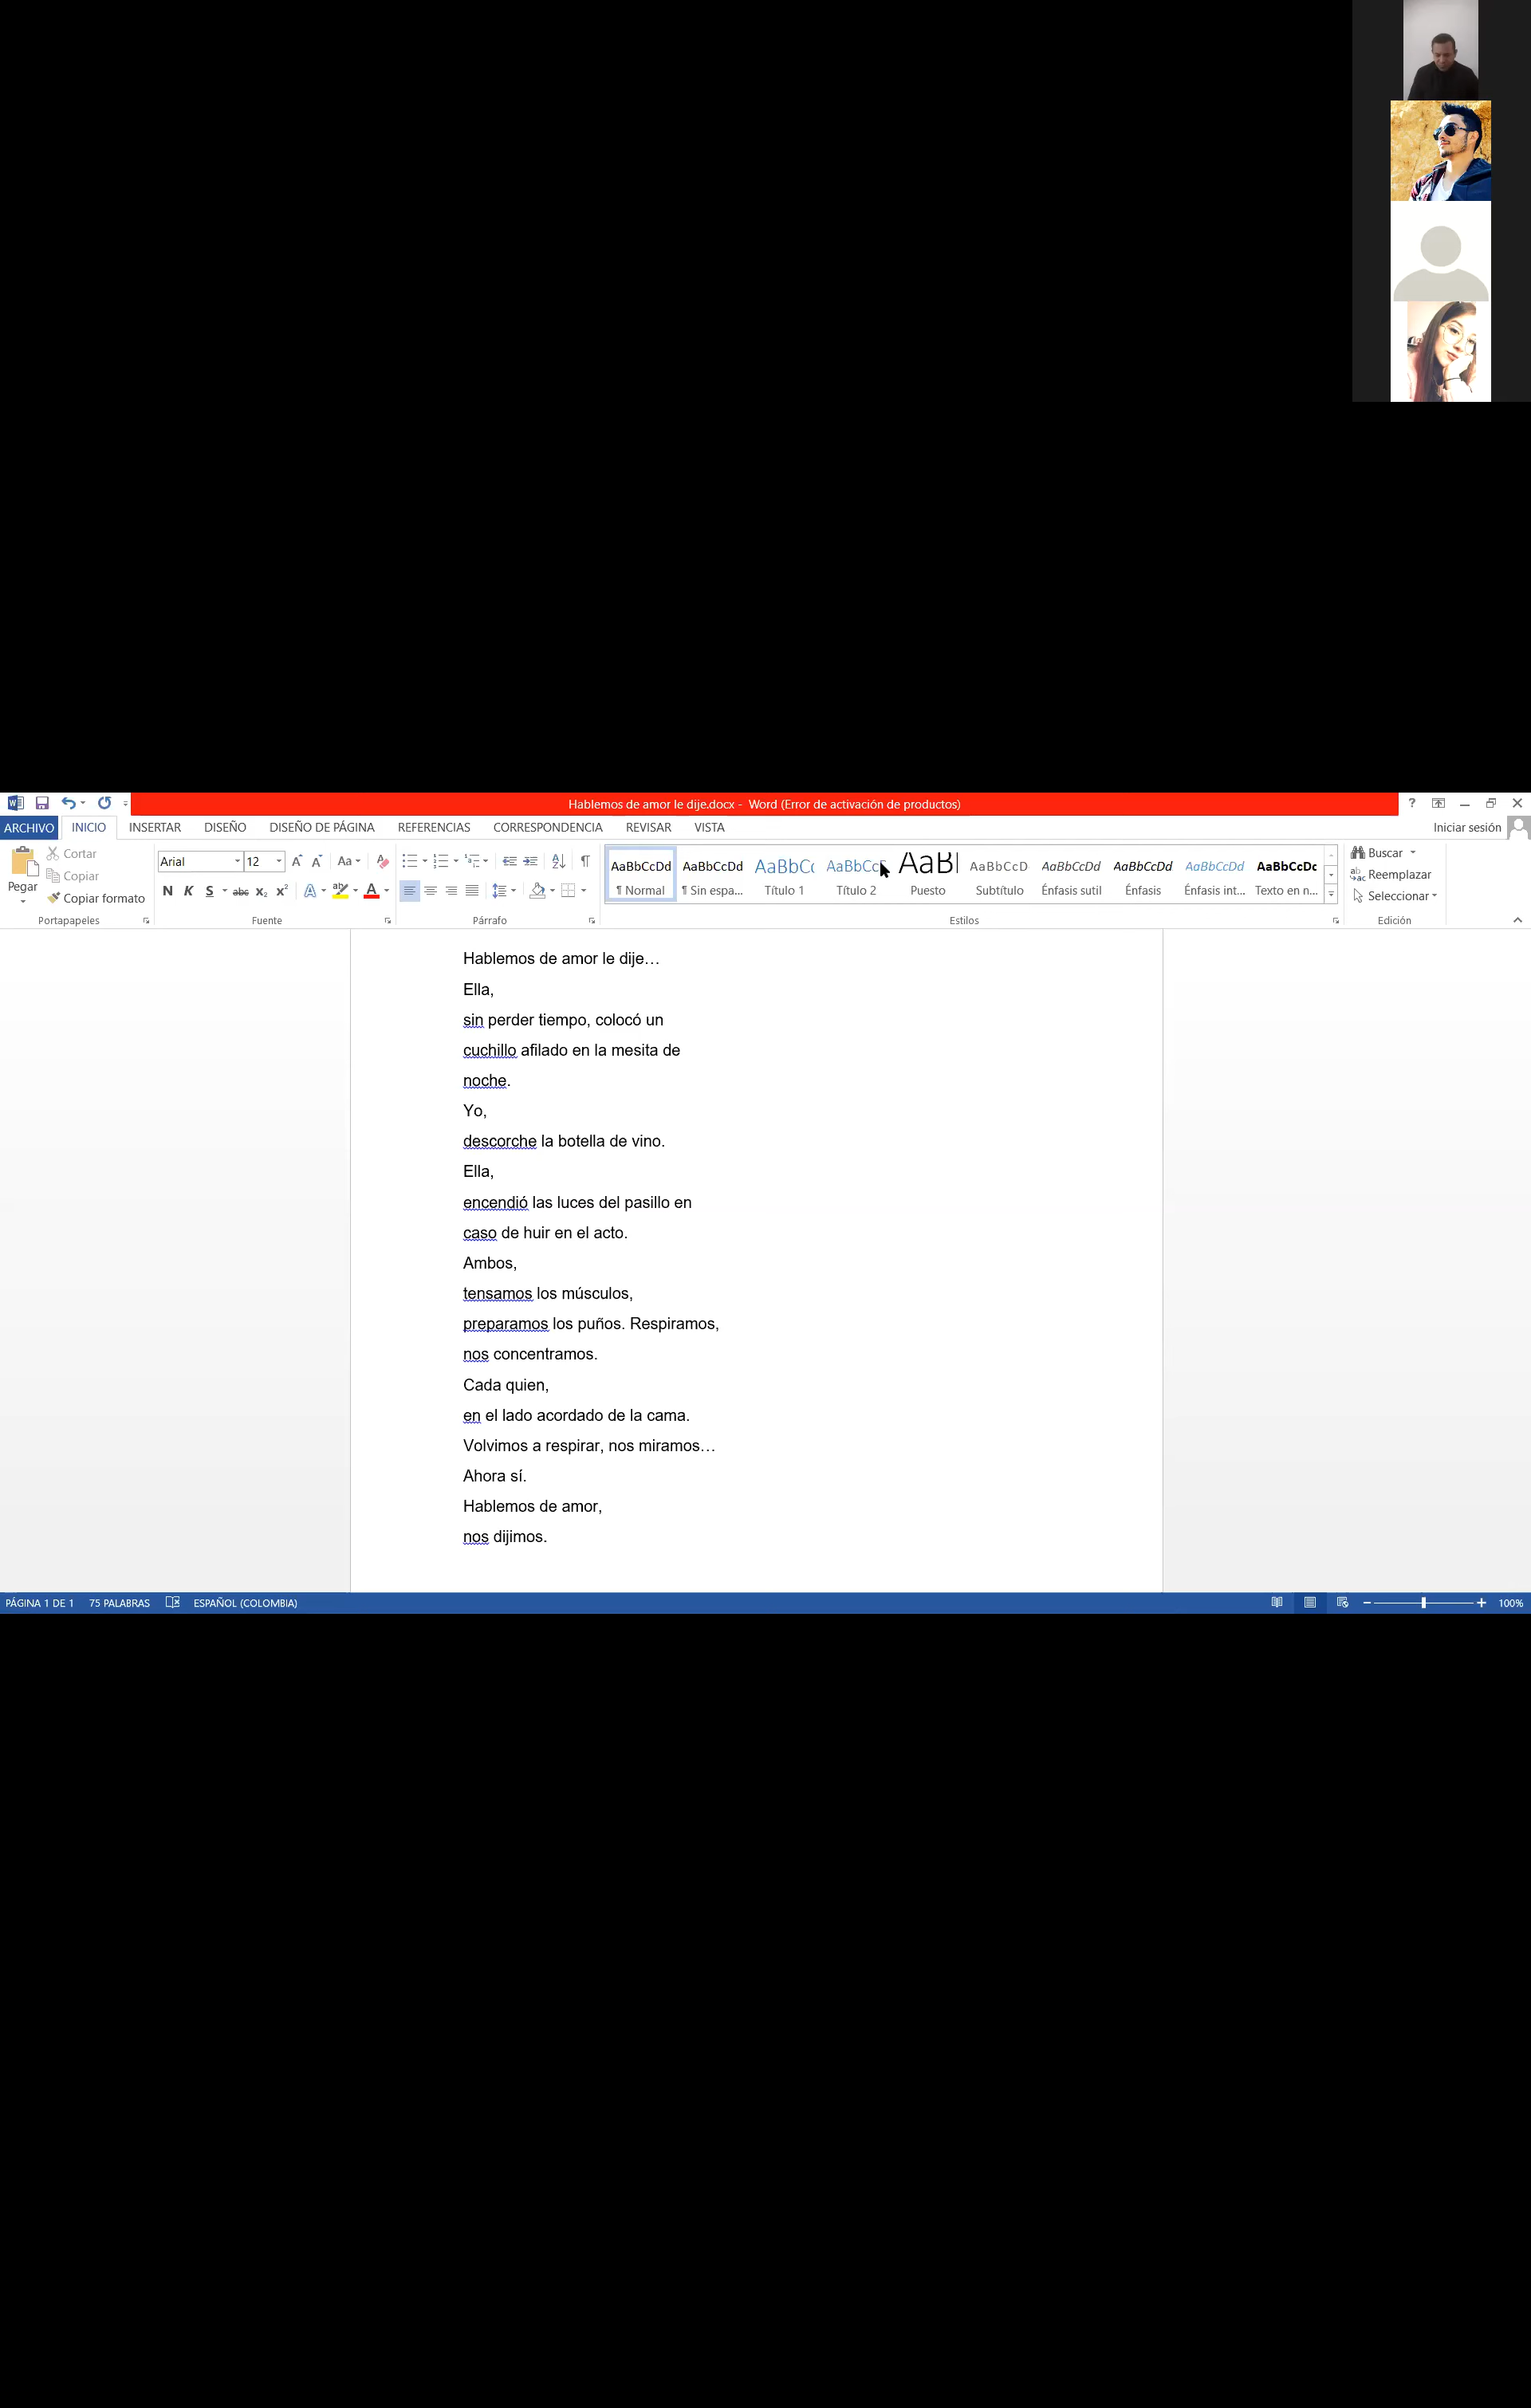 Hablemos de amor le dije.docx - Word (Error de activación de productos)
ARCHIVO INICIO INSERTAR DISEÑO DISEÑO DE PÁGINA REFERENCIAS CORRESPONDENCIA REVISAR VISTA Iniciar sesión
Pegar
Cortar
Copiar
Copiar formato
Portapapeles
Arial 12
Fuente
Párrafo
AaBbCcDd AaBbCcDd AaBbC AaBbCc AaB AaBbCcD AaBbCcDd AaBbCcDd AaBbCcDd AaBbCcDc
¶ Normal ¶ Sin espa... Título 1 Título 2 Puesto Subtítulo Énfasis sutil Énfasis Énfasis int... Texto en n...
Estilos
Buscar
Reemplazar
Seleccionar
Edición
Hablemos de amor le dije…
Ella,
sin perder tiempo, colocó un
cuchillo afilado en la mesita de
noche.
Yo,
descorche la botella de vino.
Ella,
encendió las luces del pasillo en
caso de huir en el acto.
Ambos,
tensamos los músculos,
preparamos los puños. Respiramos,
nos concentramos.
Cada quien,
en el lado acordado de la cama.
Volvimos a respirar, nos miramos…
Ahora sí.
Hablemos de amor,
nos dijimos.
PÁGINA 1 DE 1 75 PALABRAS ESPAÑOL (COLOMBIA) 100%